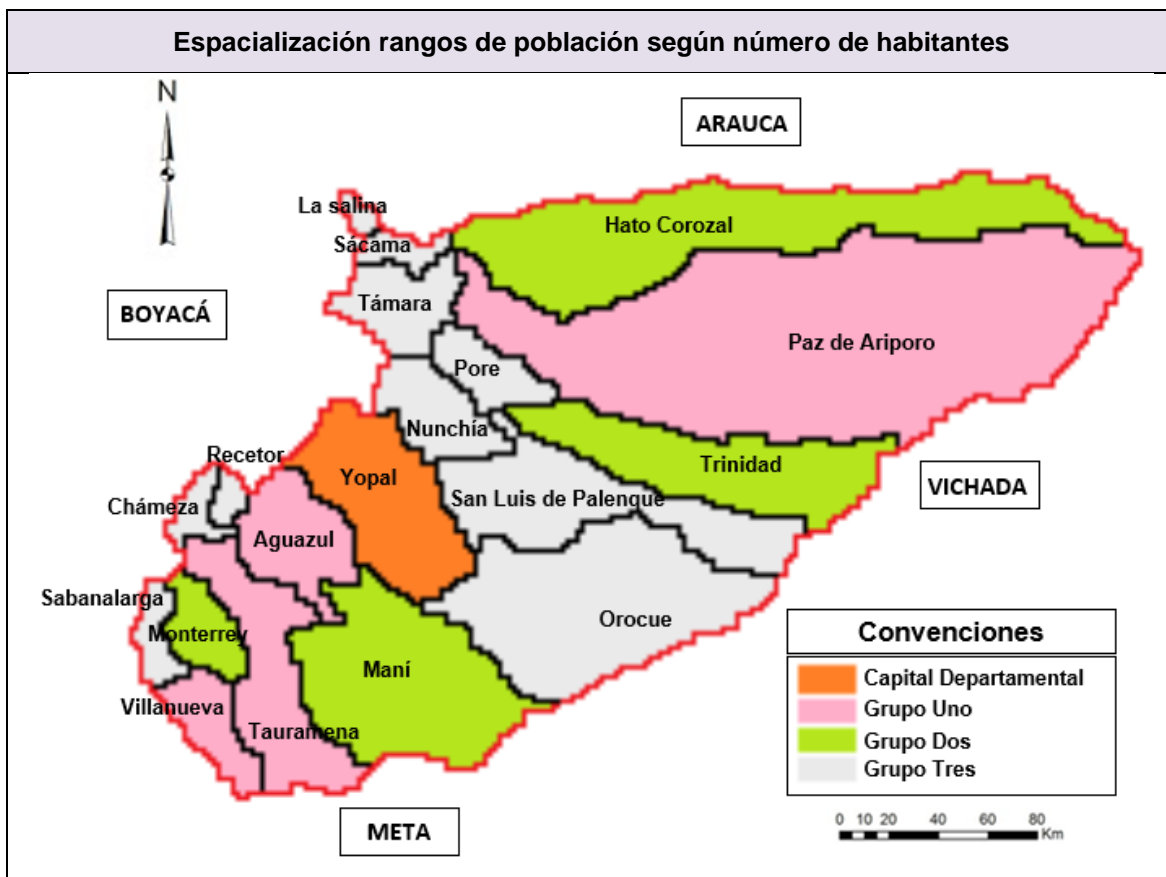 Espacialización rangos de población según número de habitantes
N
ARAUCA
La salina
Hato Corozal
Sácama
Támara
BOYACÁ
Paz de Ariporo
Pore
Nunchía
Recetor
Yopal
Trinidad
San Luis de Palenque
VICHADA
Chámeza
Aguazul
Sabanalarga
Orocue
Monterrey
Maní
Villanueva
Tauramena
Convenciones
Capital Departamental
Grupo Uno
Grupo Dos
Grupo Tres
META
0 10 20 40 60 80
Km